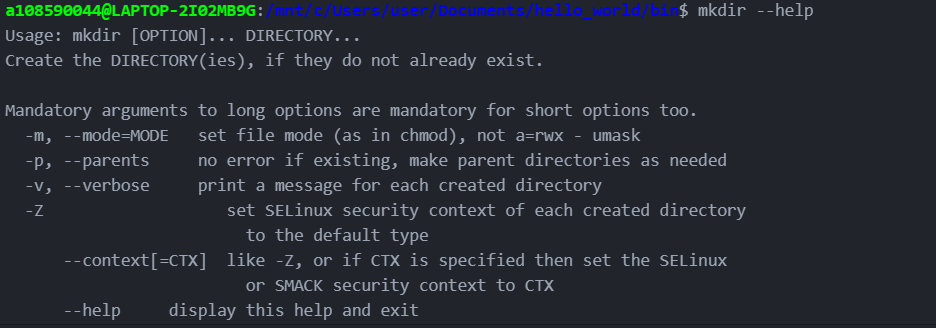 a108590044@LAPTOP-2I02MB9G:/mnt/c/Users/user/Documents/hello_world/bin$ mkdir --help
Usage: mkdir [OPTION]... DIRECTORY...
Create the DIRECTORY(ies), if they do not already exist.

Mandatory arguments to long options are mandatory for short options too.
  -m, --mode=MODE   set file mode (as in chmod), not a=rwx - umask
  -p, --parents     no error if existing, make parent directories as needed
  -v, --verbose     print a message for each created directory
  -Z                   set SELinux security context of each created directory
                         to the default type
      --context[=CTX]  like -Z, or if CTX is specified then set the SELinux
                         or SMACK security context to CTX
      --help     display this help and exit